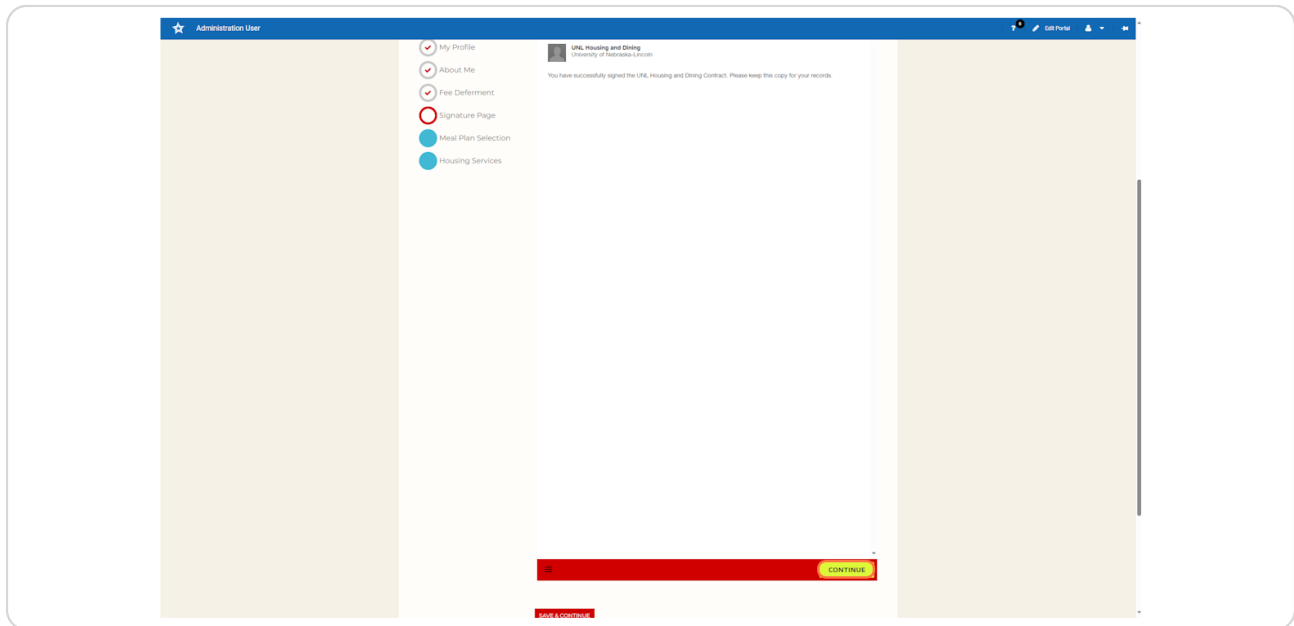 Administration User
? 0 Edit Portal
My Profile
About Me
Fee Deferment
Signature Page
Meal Plan Selection
Housing Services
UNL Housing and Dining
University of Nebraska-Lincoln
You have successfully signed the UNL Housing and Dining Contract. Please keep this copy for your records.
CONTINUE
SAVE & CONTINUE